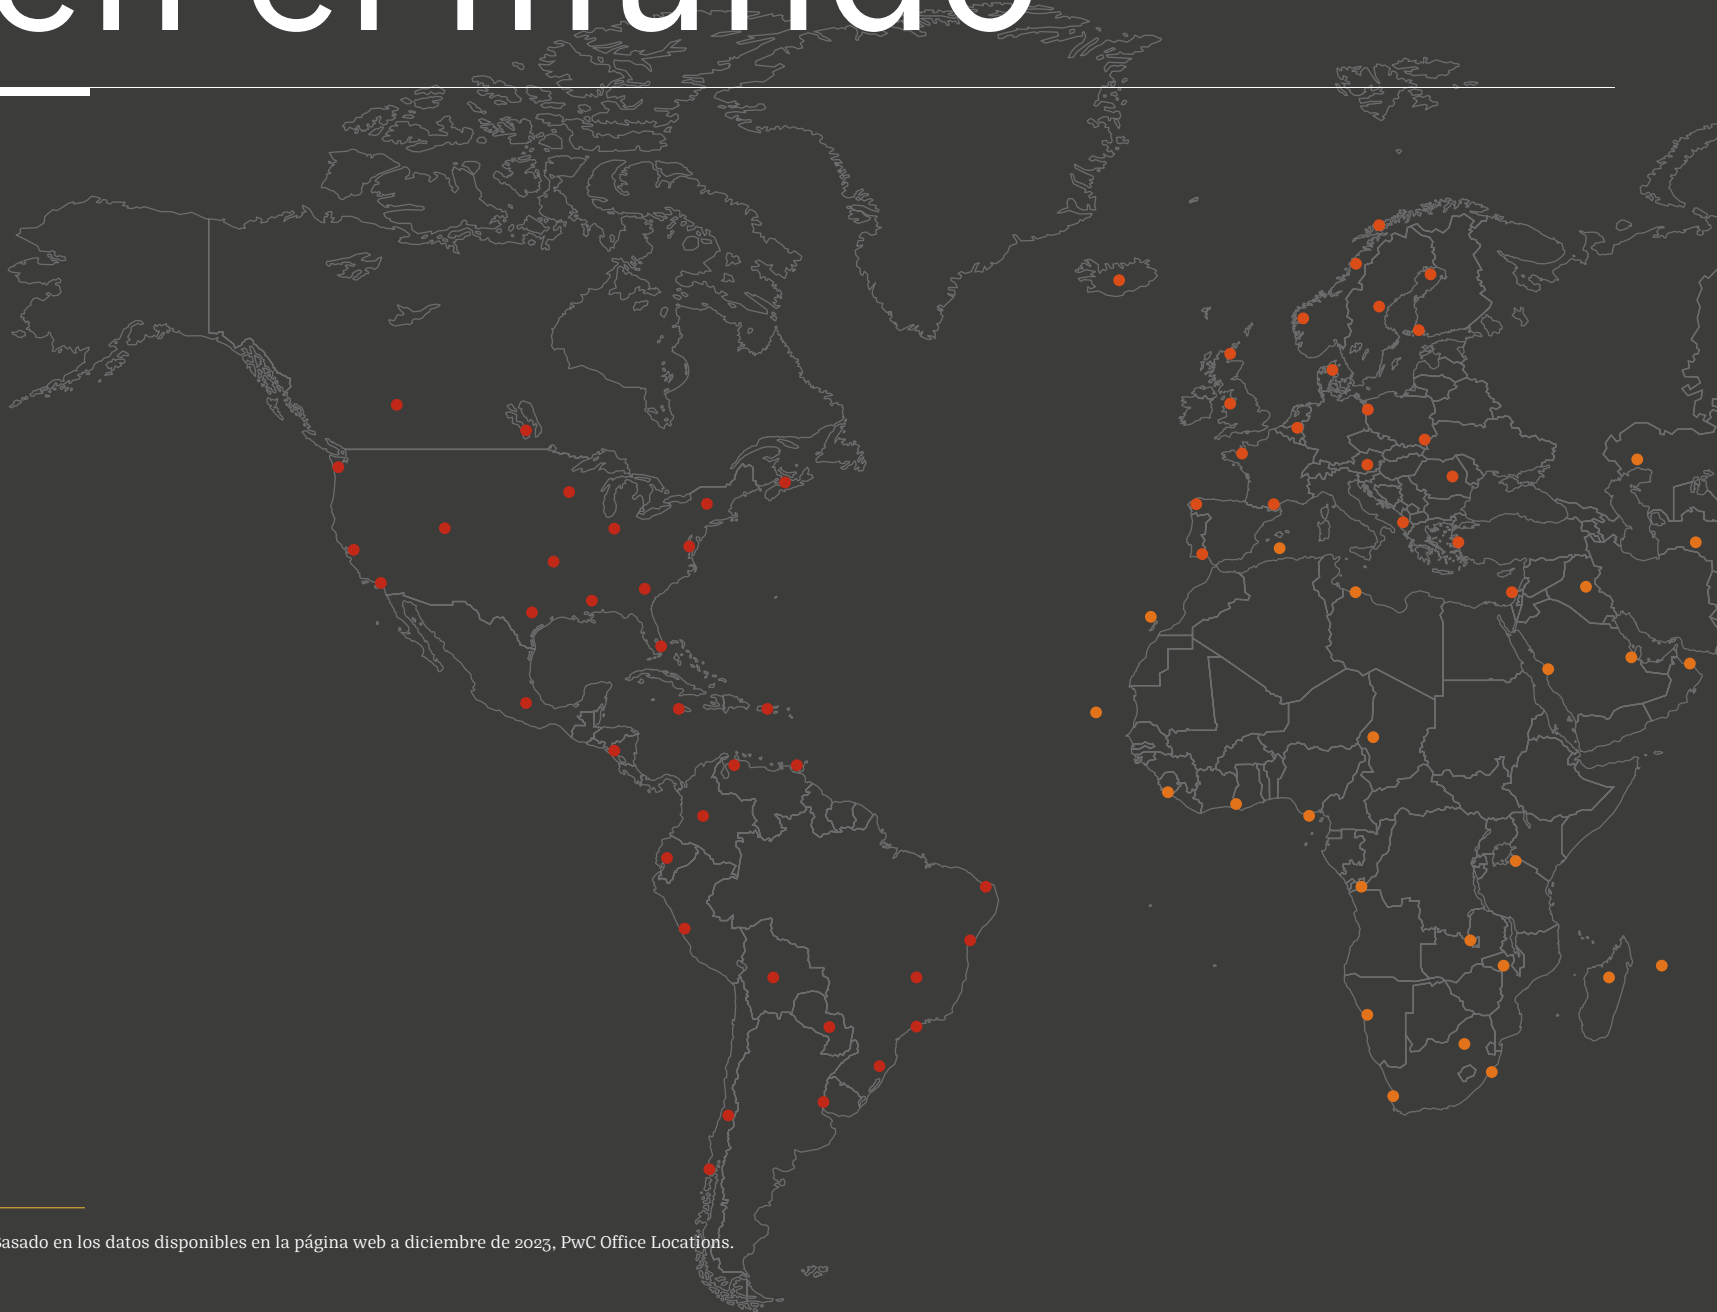 en el mundo
asado en los datos disponibles en la página web a diciembre de 2023, PwC Office Locations.